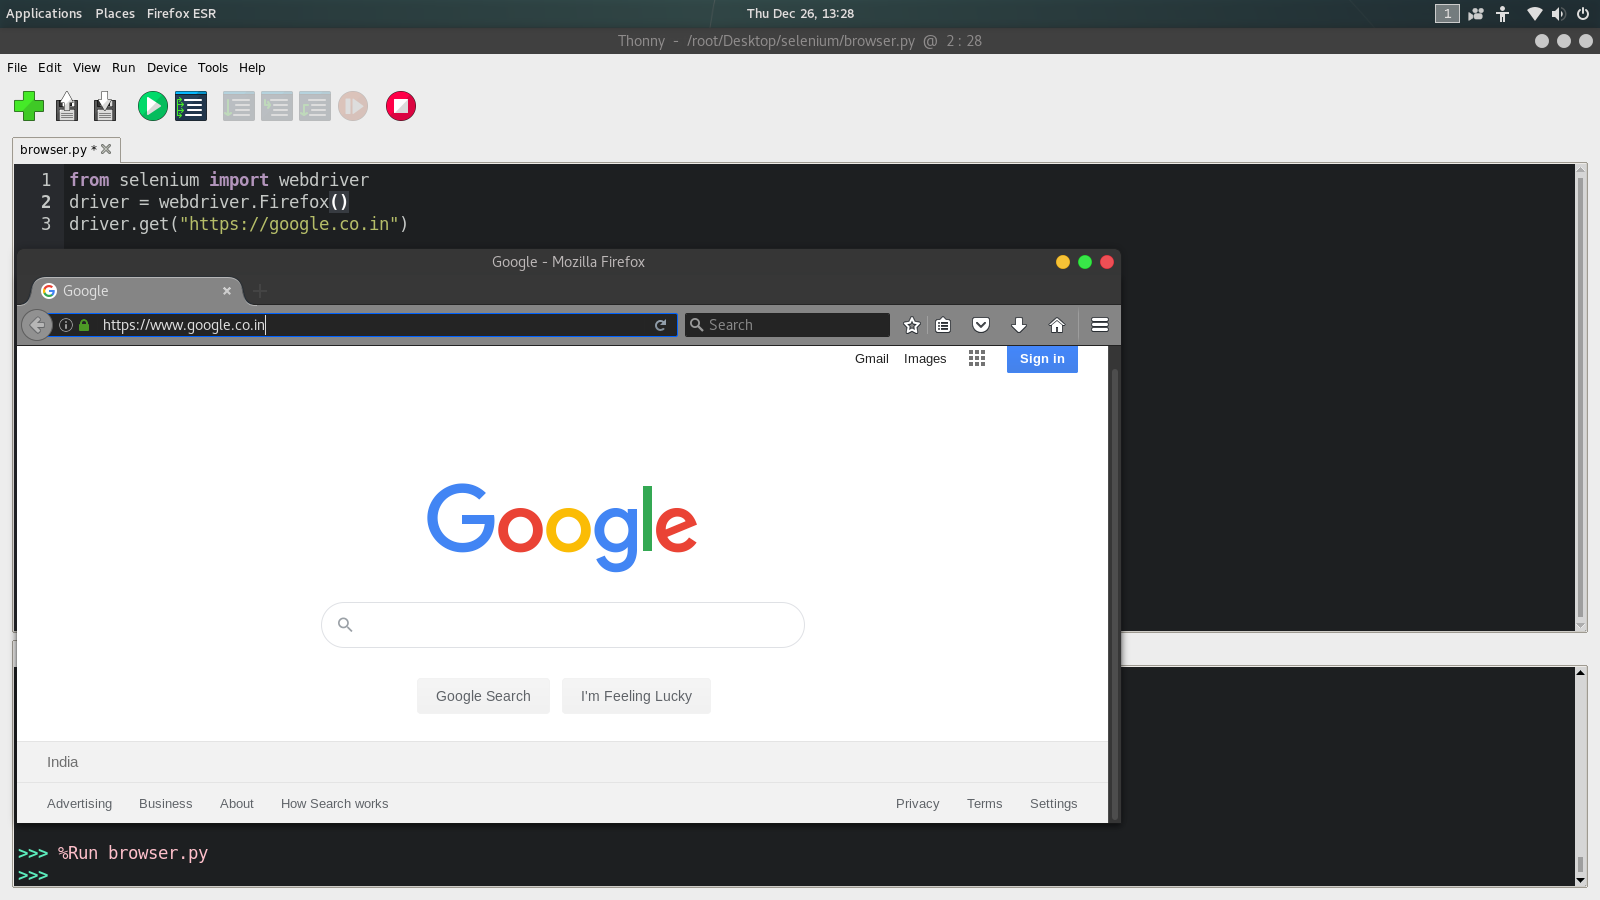 Applications Places Firefox ESR Thu Dec 26, 13:28 1
Thonny - /root/Desktop/selenium/browser.py @ 2 : 28
File Edit View Run Device Tools Help
browser.py *
1 from selenium import webdriver
2 driver = webdriver.Firefox()
3 driver.get("https://google.co.in")
Google - Mozilla Firefox
Google
https://www.google.co.in Search
Gmail Images Sign in
Google
Google Search I'm Feeling Lucky
India
Advertising Business About How Search works Privacy Terms Settings
>>> %Run browser.py
>>>